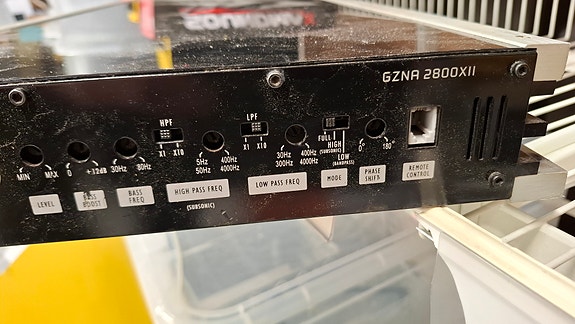 GZNA 2800XII
HPF
X1 X10
LPF
X1 X10
FULL
HIGH
(SUBSONIC)
LOW
(BANDPASS)
MIN MAX
0 +12dB
30Hz 80Hz
5Hz 400Hz
50Hz 4000Hz
30Hz 400Hz
300Hz 4000Hz
0 180°
LEVEL
BASS
BOOST
BASS
FREQ
HIGH PASS FREQ
(SUBSONIC)
LOW PASS FREQ
MODE
PHASE
SHIFT
REMOTE
CONTROL